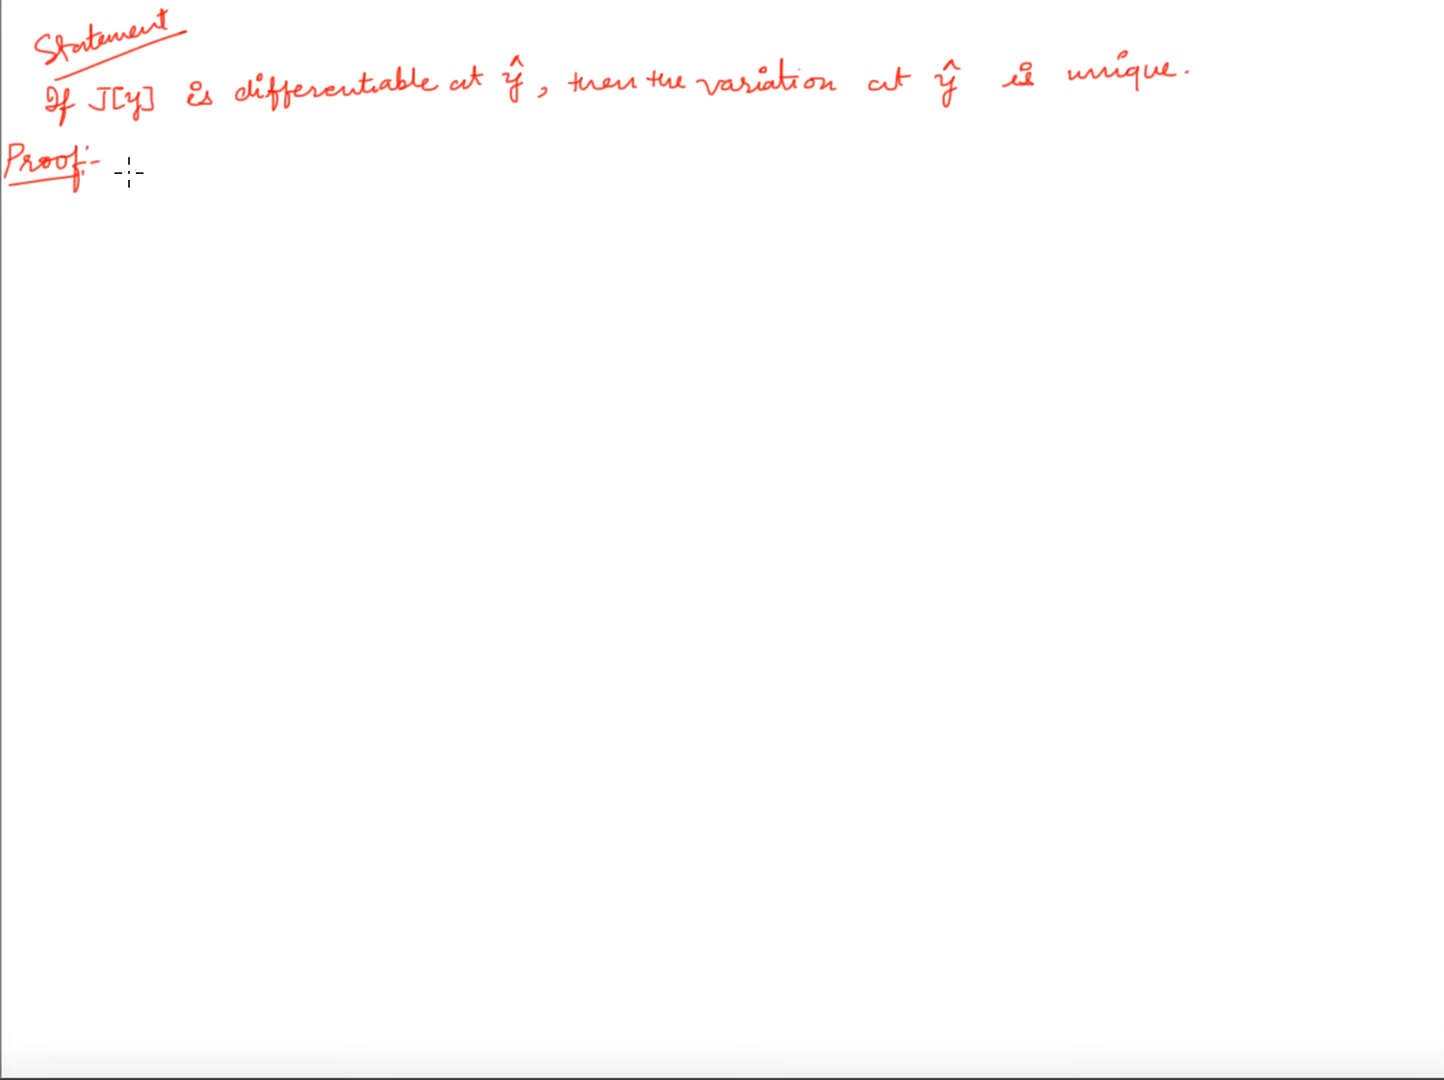 Statement
If J[y] is differentiable at ŷ, then the variation at ŷ is unique.
Proof:-